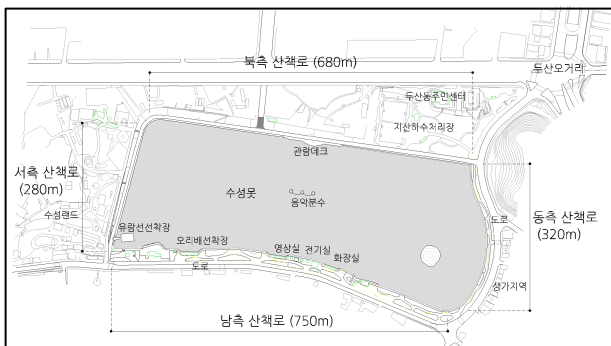 북측 산책로 (680m)
두산오거리
두산동주민센터
지산하수처리장
관람데크
서측 산책로
(280m)
수성못
음악분수
수성랜드
유람선선착장
오리배선착장
영상실 전기실
화장실
도로
도로
동측 산책로
(320m)
상가지역
남측 산책로 (750m)